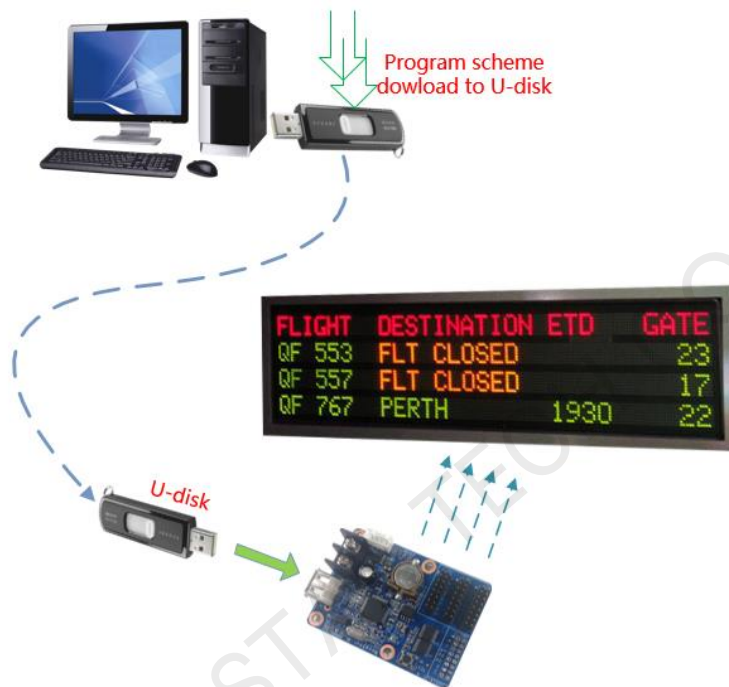 Program scheme
dowload to U-disk
FLIGHT DESTINATION ETD GATE
QF 553 FLT CLOSED 23
QF 557 FLT CLOSED 17
QF 767 PERTH 1930 22
U-disk